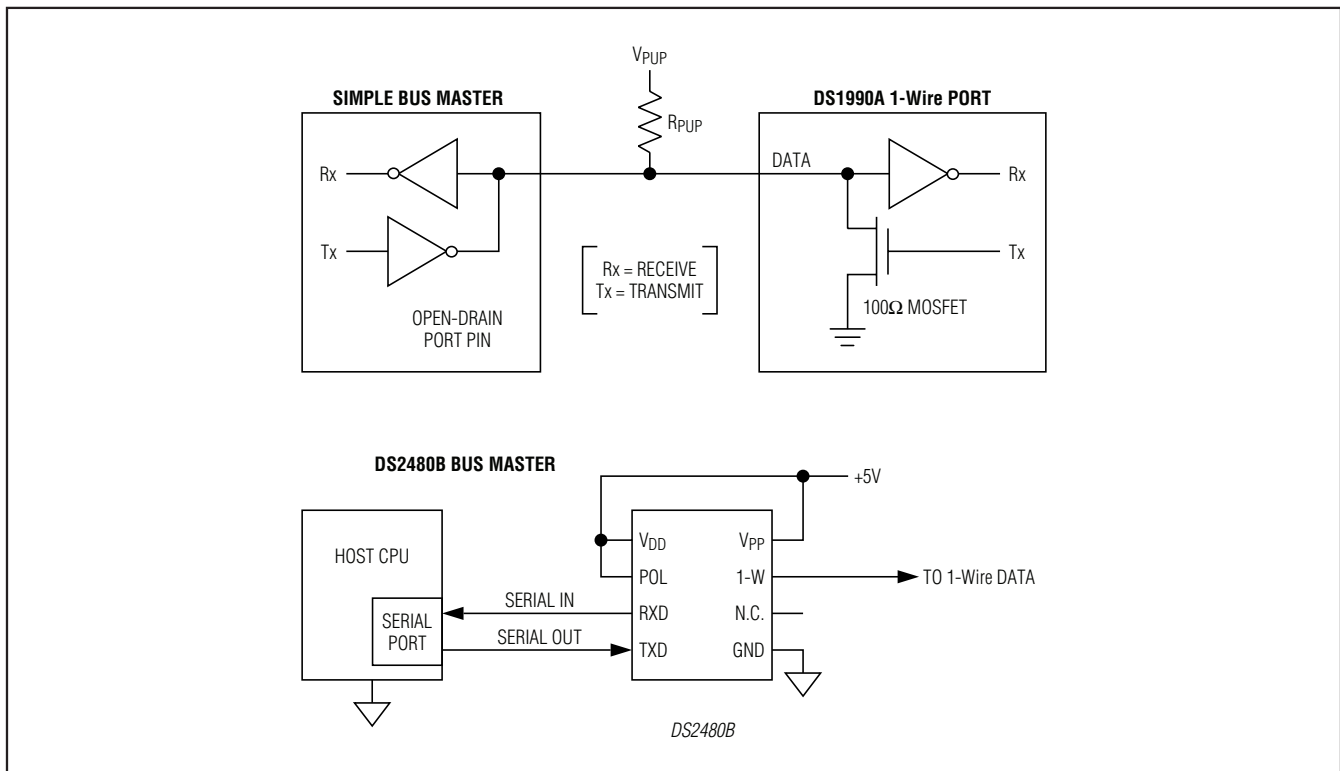 VPUP
SIMPLE BUS MASTER
DS1990A 1-Wire PORT
RPUP
DATA
Rx
Rx
Tx
Tx
Rx = RECEIVE
Tx = TRANSMIT
OPEN-DRAIN
PORT PIN
100Ω MOSFET
DS2480B BUS MASTER
+5V
HOST CPU
VDD
VPP
POL
1-W
TO 1-Wire DATA
SERIAL IN
RXD
N.C.
SERIAL
PORT
SERIAL OUT
TXD
GND
DS2480B